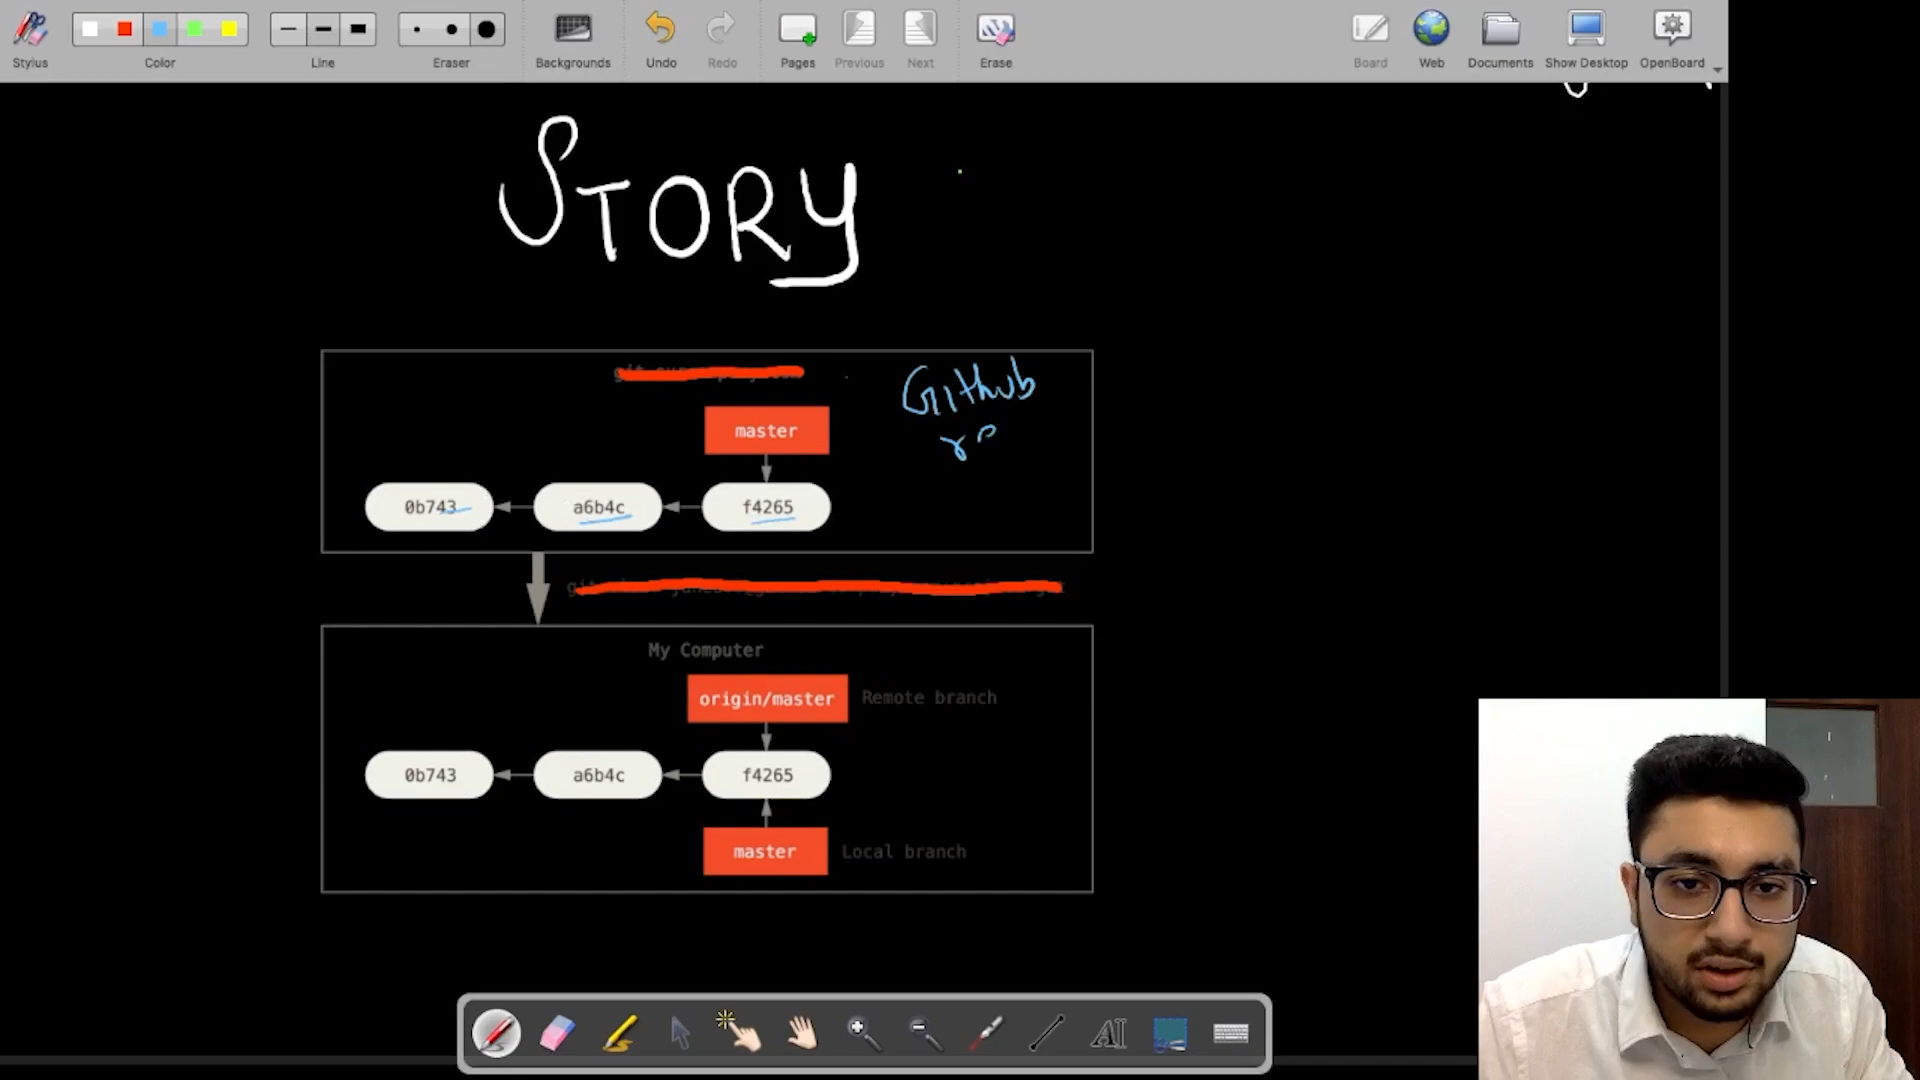 Stylus
Color
Line
Eraser
Backgrounds
Undo
Redo
Pages
Previous
Next
Erase
Board
Web
Documents
Show Desktop
OpenBoard
STORY
Github
master
0b743
a6b4c
f4265
My Computer
origin/master
Remote branch
0b743
a6b4c
f4265
master
Local branch